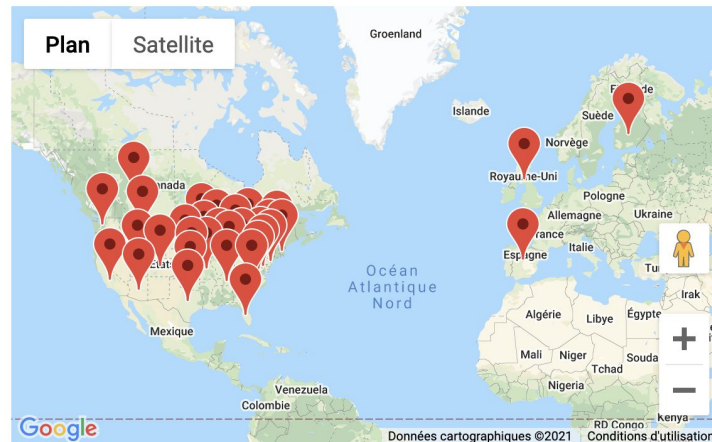 Plan
Satellite
Groenland
Islande
Suède
Norvège
Royaume-Uni
Pologne
Allemagne
Ukraine
France
Italie
Espagne
Océan
Atlantique
Nord
Mexique
Algérie
Libye
Égypte
Irak
Mali
Niger
Tchad
Nigeria
Venezuela
Colombie
RD Congo
Kenya
Google
Données cartographiques ©2021
Conditions d'utilisation